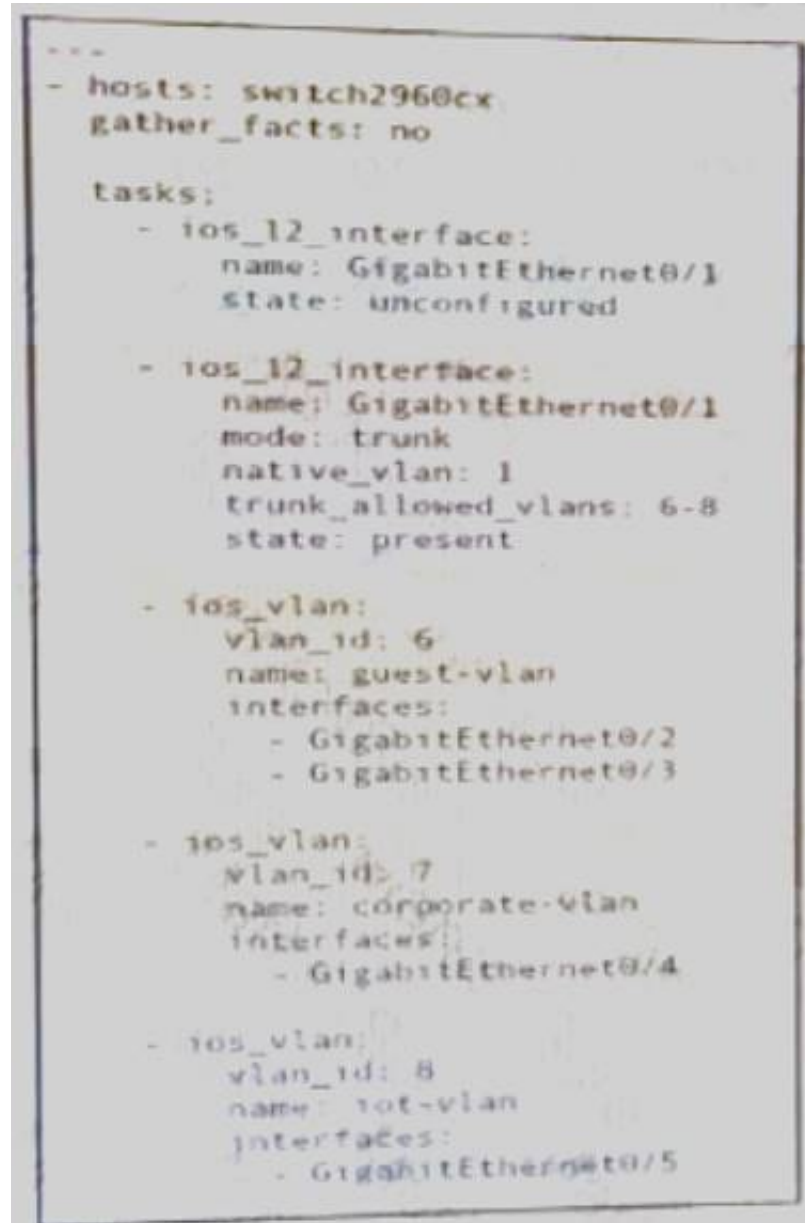 ---
- hosts: switch2960cx
gather_facts: no
tasks:
- ios_l2_interface:
name: GigabitEthernet0/1
state: unconfigured
- ios_l2_interface:
name: GigabitEthernet0/1
mode: trunk
native_vlan: 1
trunk_allowed_vlans: 6-8
state: present
- ios_vlan:
vlan_id: 6
name: guest-vlan
interfaces:
- GigabitEthernet0/2
- GigabitEthernet0/3
- ios_vlan:
vlan_id: 7
name: corporate-vlan
interfaces:
- GigabitEthernet0/4
- ios_vlan:
vlan_id: 8
name: iot-vlan
interfaces:
- GigabitEthernet0/5